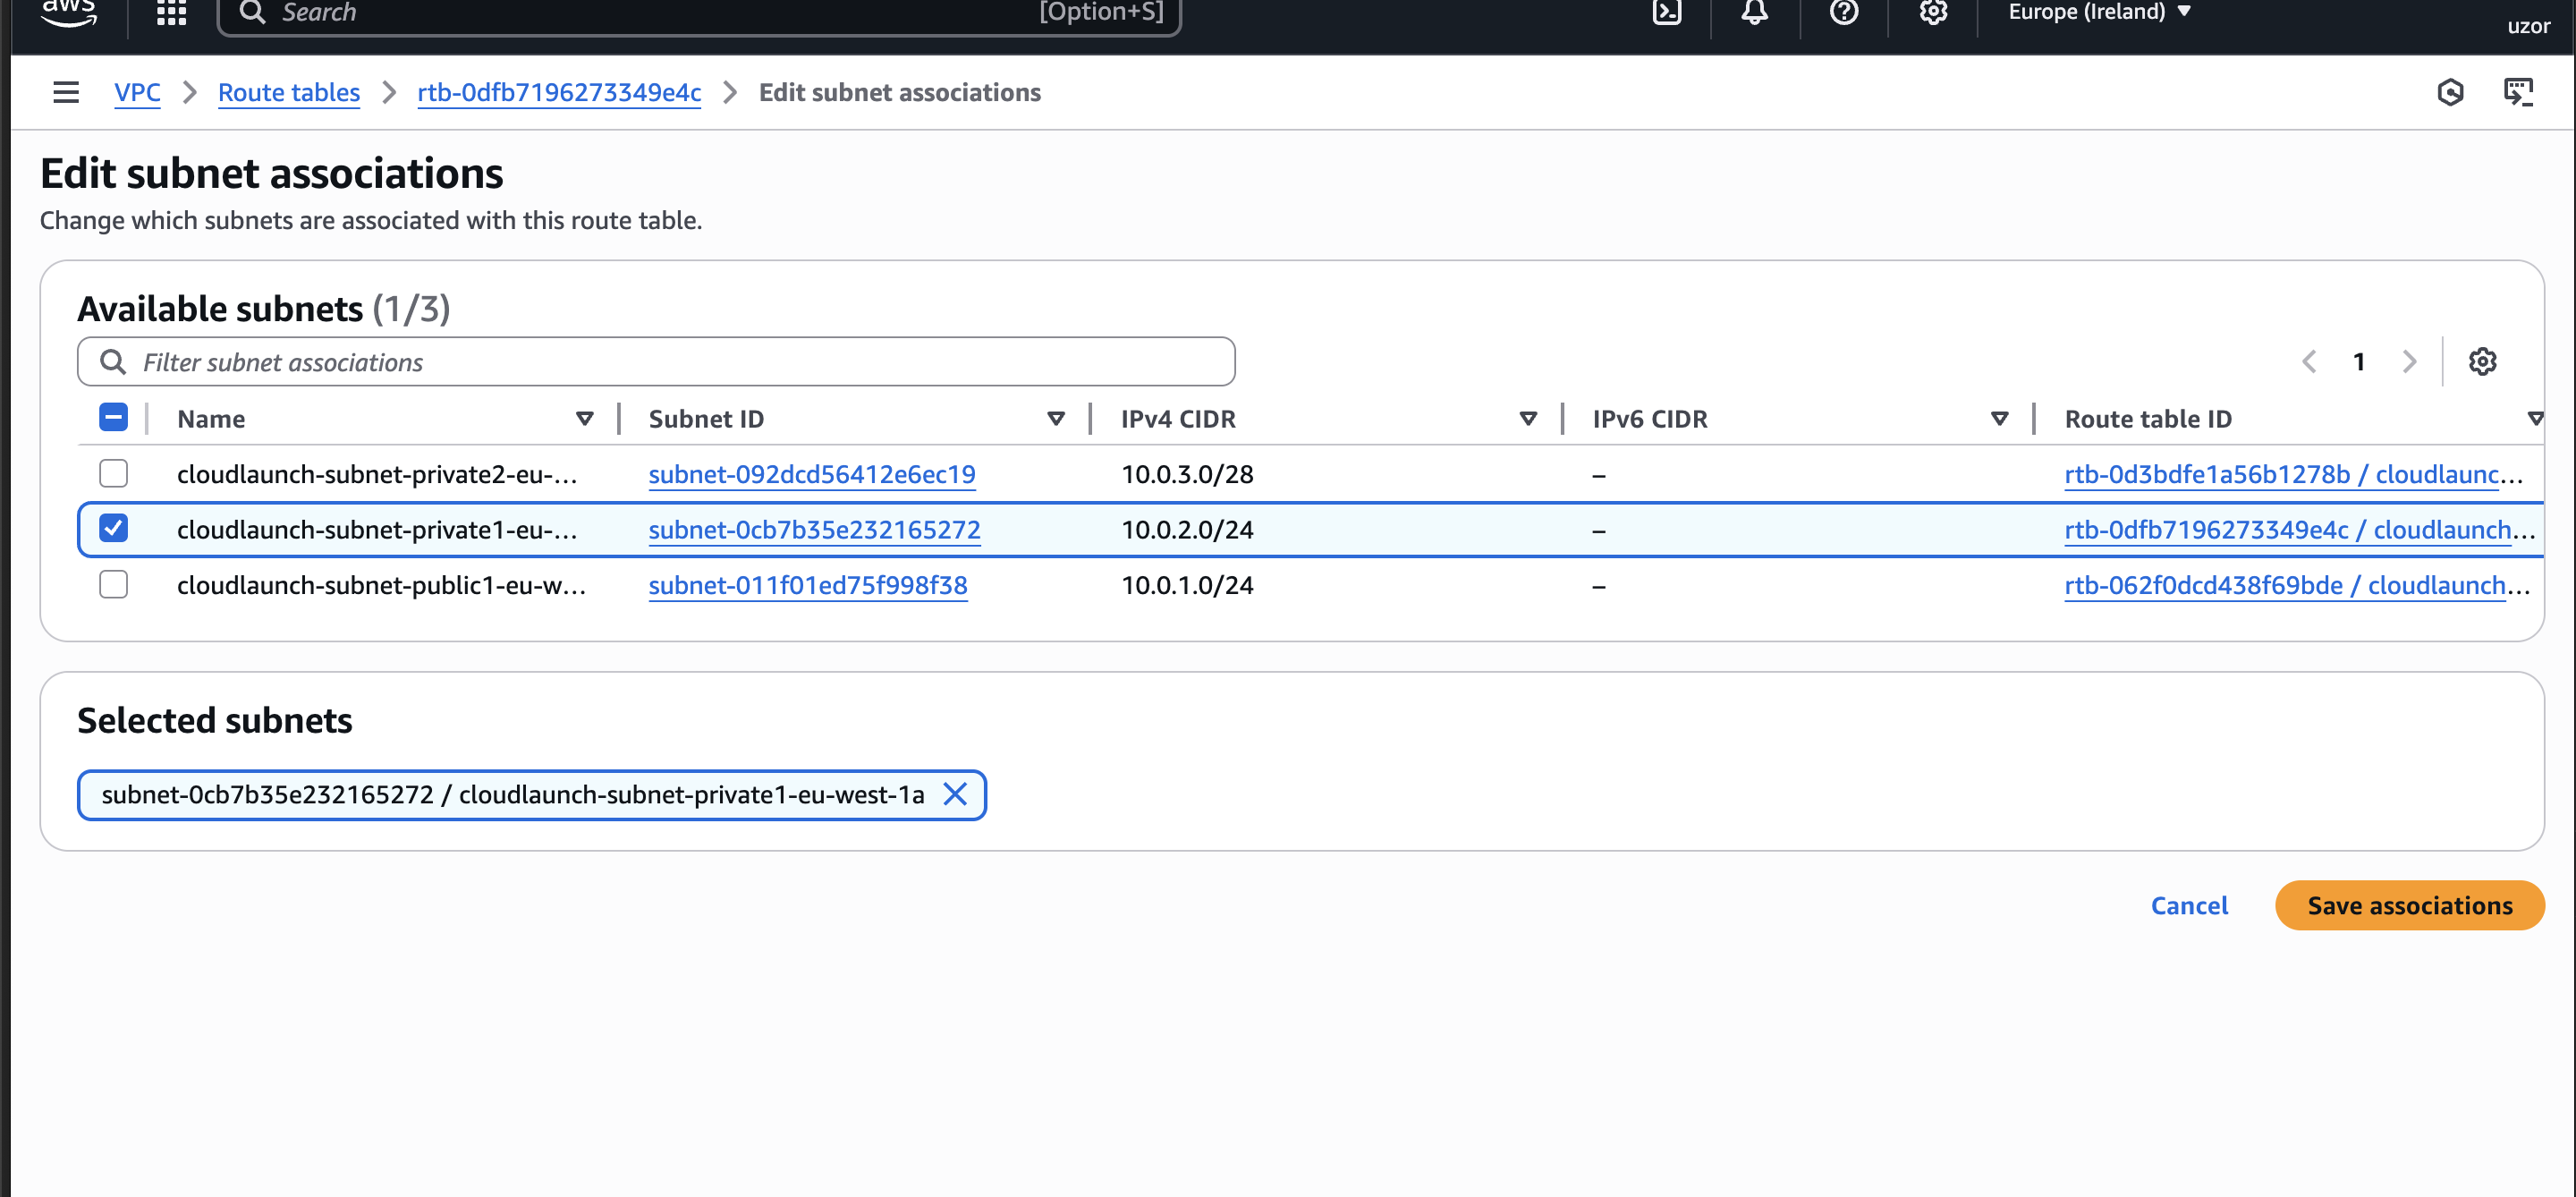 aws Search [Option+S] Europe (Ireland) uzor
VPC Route tables rtb-0dfb7196273349e4c Edit subnet associations
Edit subnet associations
Change which subnets are associated with this route table.
Available subnets (1/3)
Filter subnet associations 1
Name Subnet ID IPv4 CIDR IPv6 CIDR Route table ID
cloudlaunch-subnet-private2-eu-... subnet-092dcd56412e6ec19 10.0.3.0/28 – rtb-0d3bdfe1a56b1278b / cloudlaunc...
cloudlaunch-subnet-private1-eu-... subnet-0cb7b35e232165272 10.0.2.0/24 – rtb-0dfb7196273349e4c / cloudlaunch...
cloudlaunch-subnet-public1-eu-w... subnet-011f01ed75f998f38 10.0.1.0/24 – rtb-062f0dcd438f69bde / cloudlaunch...
Selected subnets
subnet-0cb7b35e232165272 / cloudlaunch-subnet-private1-eu-west-1a
Cancel Save associations